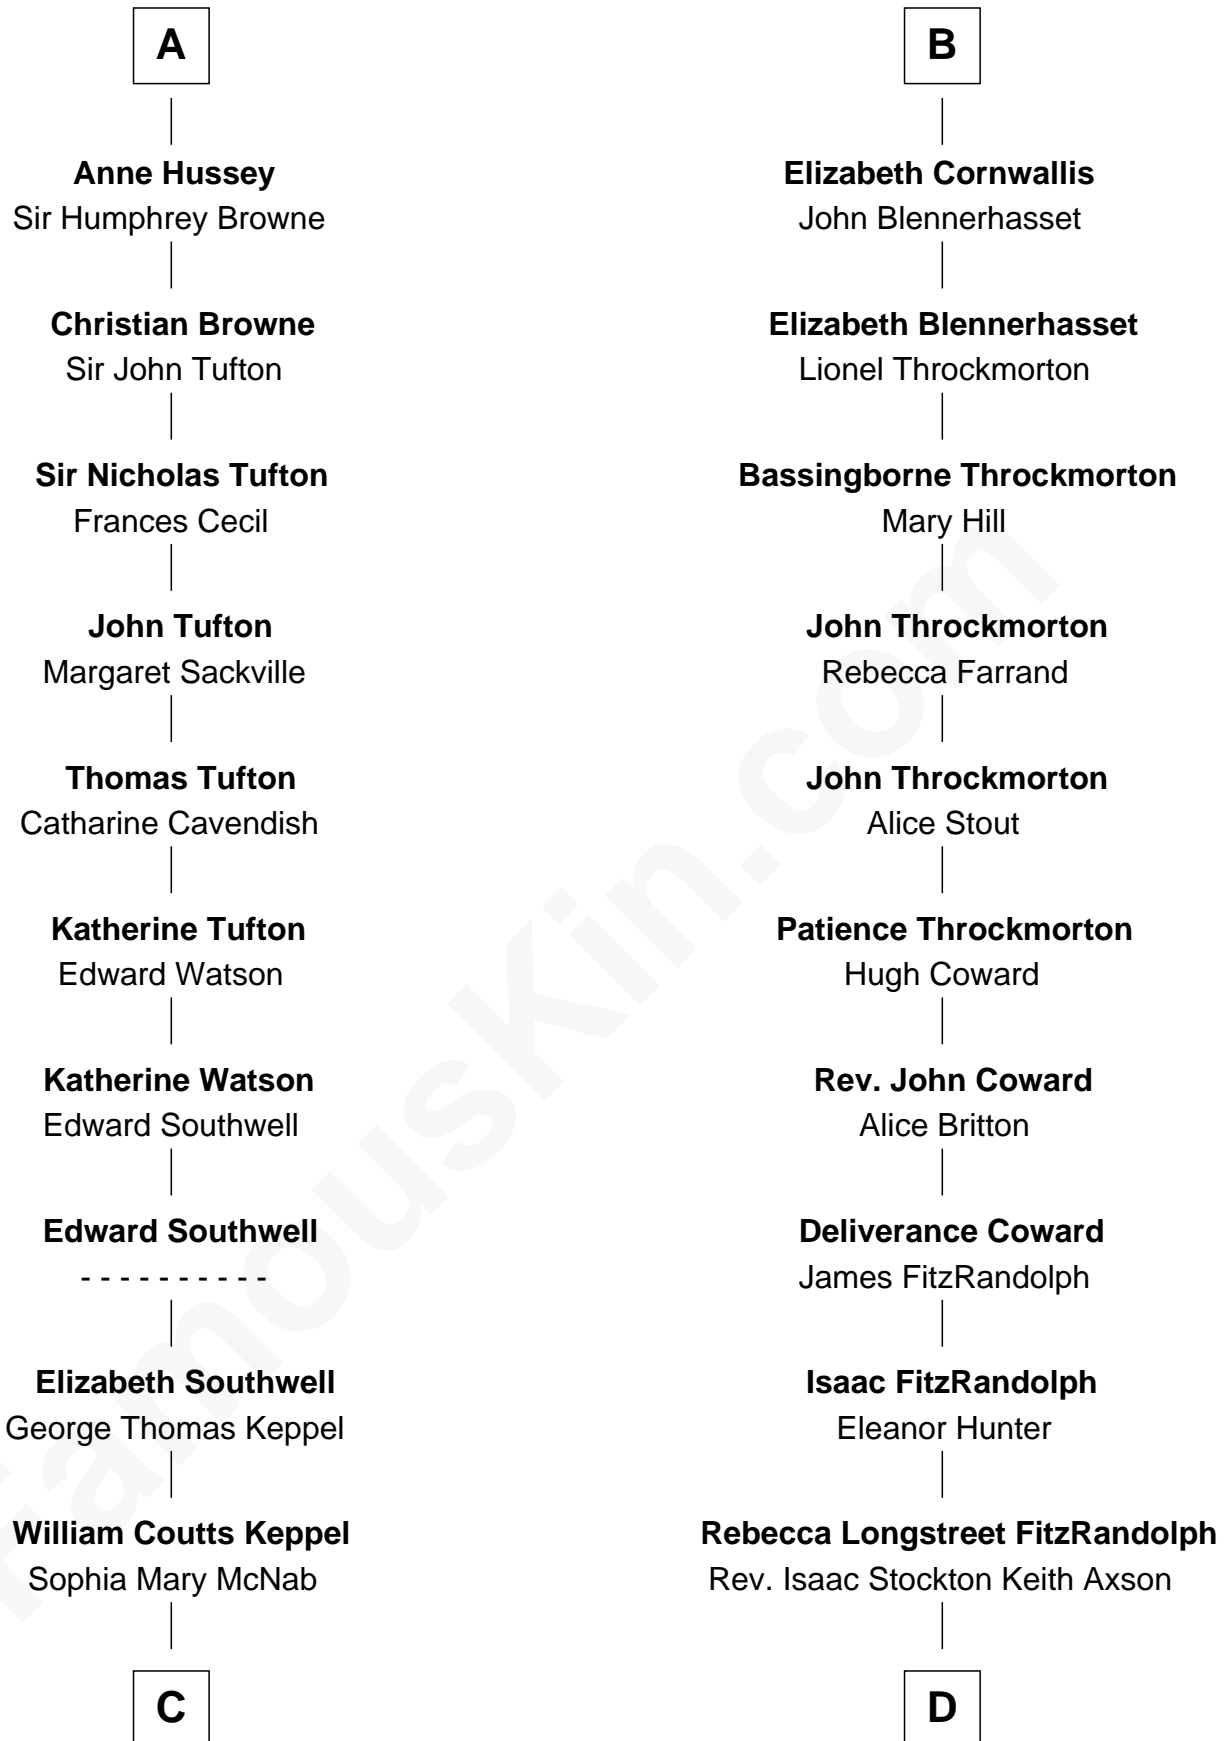 A
Anne Hussey
Sir Humphrey Browne
Christian Browne
Sir John Tufton
Sir Nicholas Tufton
Frances Cecil
John Tufton
Margaret Sackville
Thomas Tufton
Catharine Cavendish
Katherine Tufton
Edward Watson
Katherine Watson
Edward Southwell
Edward Southwell
- - - - - - - - - - -
Elizabeth Southwell
George Thomas Keppel
William Coutts Keppel
Sophia Mary McNab
C
B
Elizabeth Cornwallis
John Blennerhasset
Elizabeth Blennerhasset
Lionel Throckmorton
Bassingborne Throckmorton
Mary Hill
John Throckmorton
Rebecca Farrand
John Throckmorton
Alice Stout
Patience Throckmorton
Hugh Coward
Rev. John Coward
Alice Britton
Deliverance Coward
James FitzRandolph
Isaac FitzRandolph
Eleanor Hunter
Rebecca Longstreet FitzRandolph
Rev. Isaac Stockton Keith Axson
D
FamousKin.com